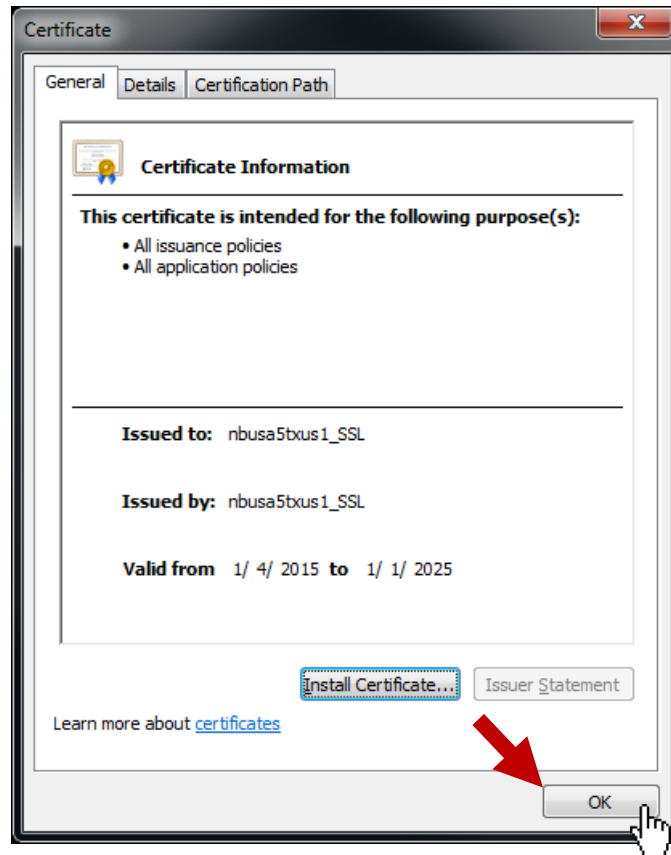 Certificate
General Details Certification Path
Certificate Information
This certificate is intended for the following purpose(s):
• All issuance policies
• All application policies
Issued to: nbusa5txus1_SSL
Issued by: nbusa5txus1_SSL
Valid from 1/ 4/ 2015 to 1/ 1/ 2025
Install Certificate... Issuer Statement
Learn more about certificates
OK